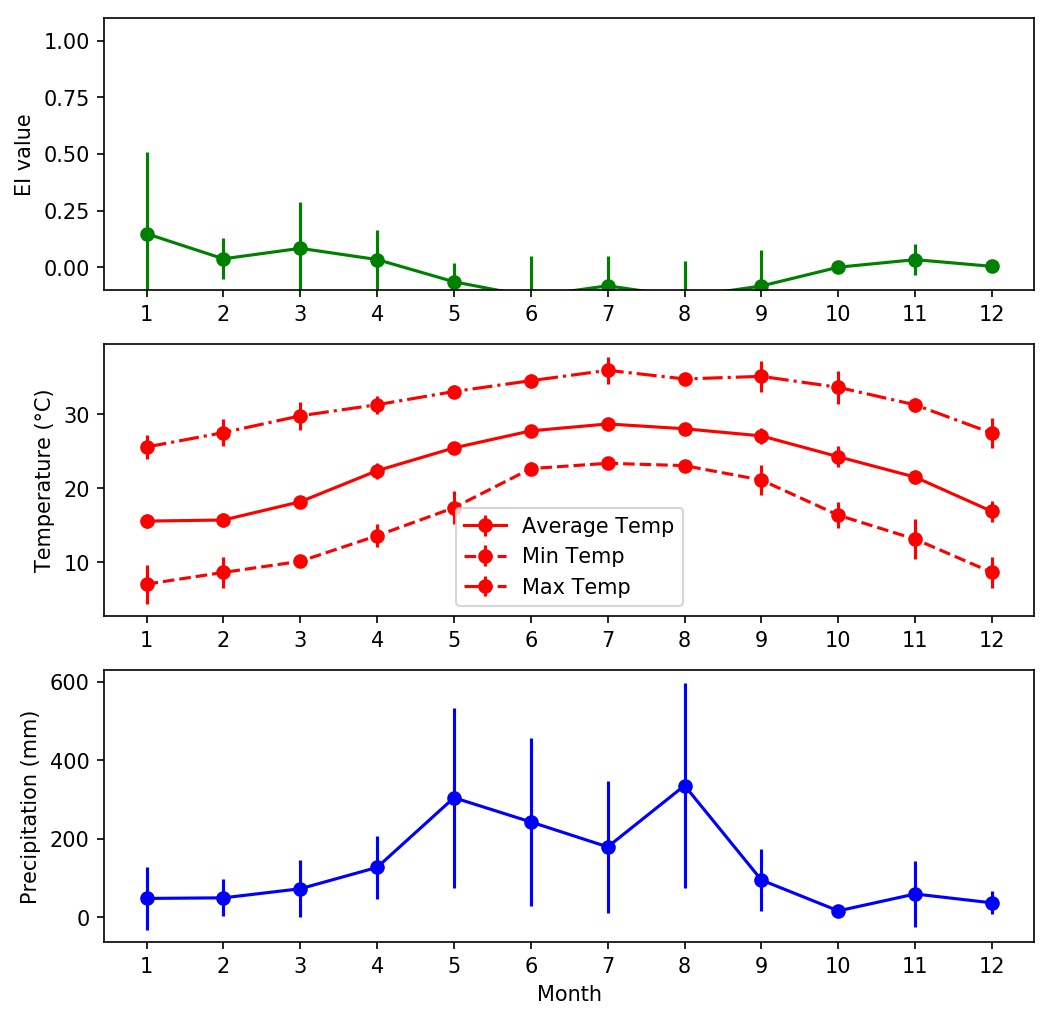 EI value
1.00
0.75
0.50
0.25
0.00
1 2 3 4 5 6 7 8 9 10 11 12
Temperature (°C)
30
20
10
Average Temp
Min Temp
Max Temp
1 2 3 4 5 6 7 8 9 10 11 12
Precipitation (mm)
600
400
200
0
1 2 3 4 5 6 7 8 9 10 11 12
Month